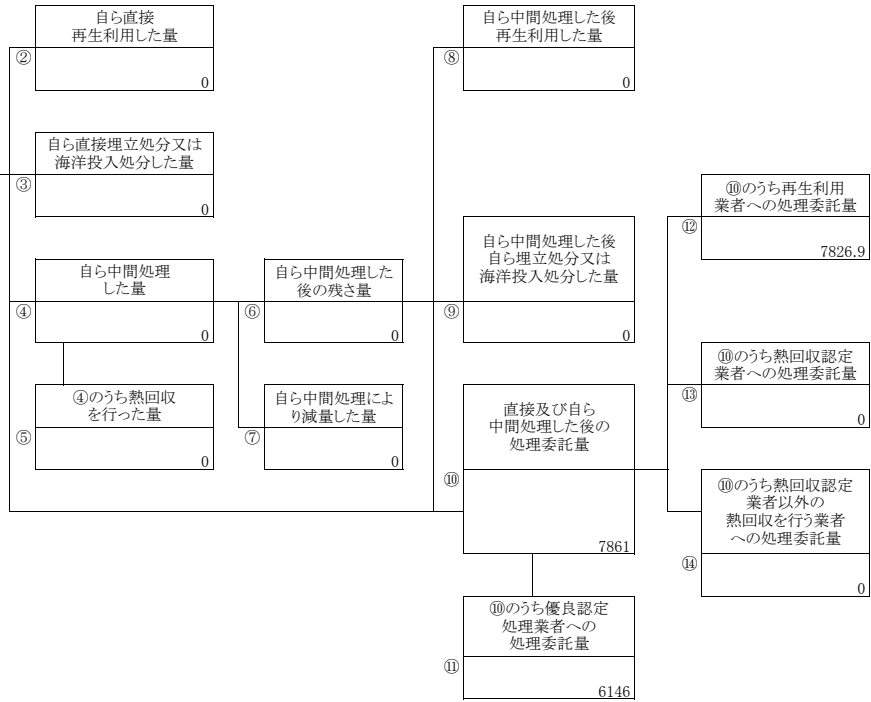 自ら直接
再生利用した量
②
0
自ら直接埋立処分又は
海洋投入処分した量
③
0
自ら中間処理
した量
④
0
④のうち熱回収
を行った量
⑤
0
自ら中間処理した
後の残さ量
⑥
0
自ら中間処理によ
り減量した量
⑦
0
自ら中間処理した後
再生利用した量
⑧
0
自ら中間処理した後
自ら埋立処分又は
海洋投入処分した量
⑨
0
直接及び自ら
中間処理した後の
処理委託量
⑩
7861
⑩のうち優良認定
処理業者への
処理委託量
⑪
6146
⑩のうち再生利用
業者への処理委託量
⑫
7826.9
⑩のうち熱回収認定
業者への処理委託量
⑬
0
⑩のうち熱回収認定
業者以外の
熱回収を行う業者
への処理委託量
⑭
0